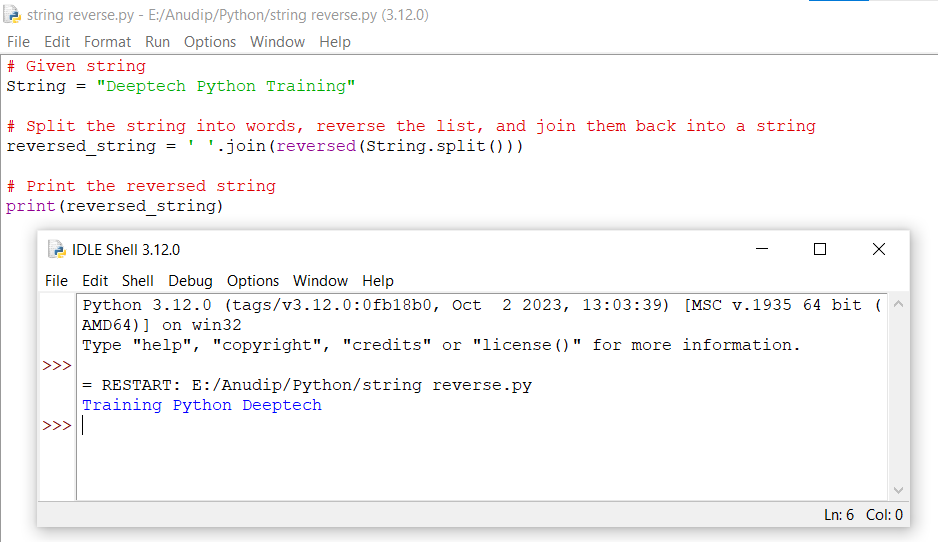 string reverse.py - E:/Anudip/Python/string reverse.py (3.12.0)
File Edit Format Run Options Window Help
# Given string
String = "Deeptech Python Training"
# Split the string into words, reverse the list, and join them back into a string
reversed_string = ' '.join(reversed(String.split()))
# Print the reversed string
print(reversed_string)
IDLE Shell 3.12.0
File Edit Shell Debug Options Window Help
Python 3.12.0 (tags/v3.12.0:0fb18b0, Oct  2 2023, 13:03:39) [MSC v.1935 64 bit (
AMD64)] on win32
Type "help", "copyright", "credits" or "license()" for more information.
>>>
= RESTART: E:/Anudip/Python/string reverse.py
Training Python Deeptech
>>>
Ln: 6 Col: 0